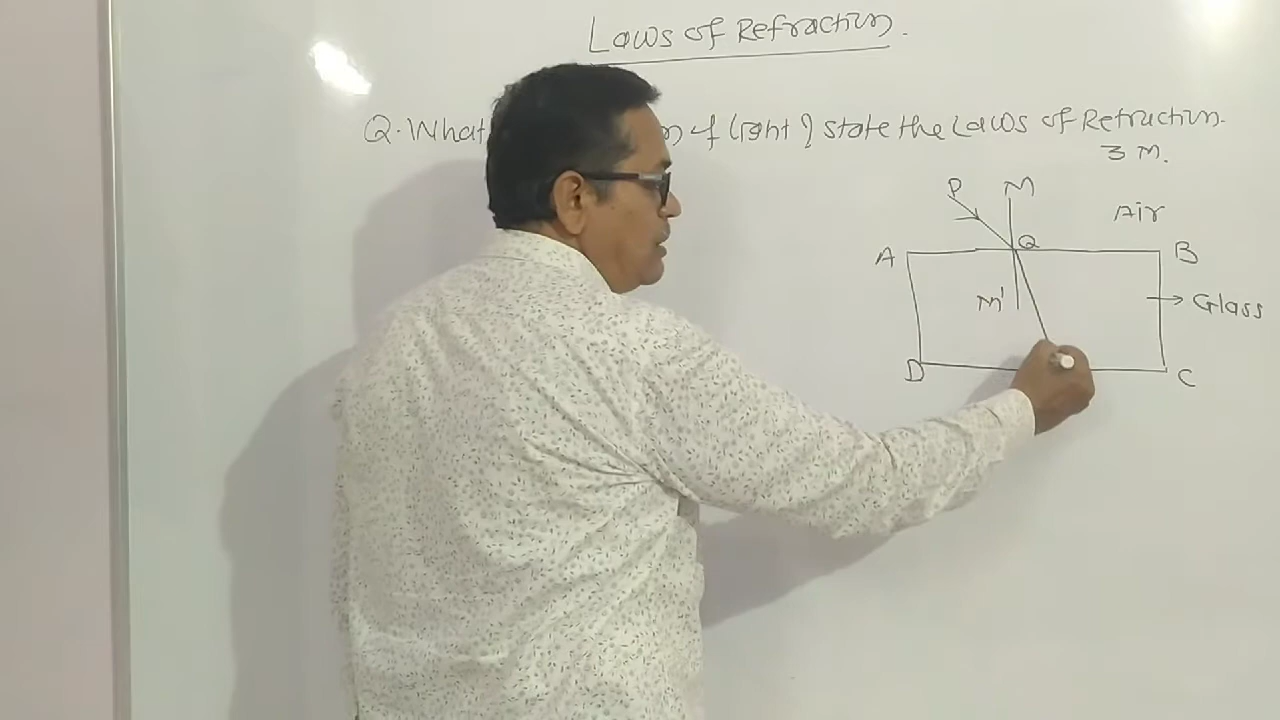 Laws of Refraction.
Q. What of light? state the Laws of Refraction.
3 M.
P M
Air
A Q B
M' Glass
D C